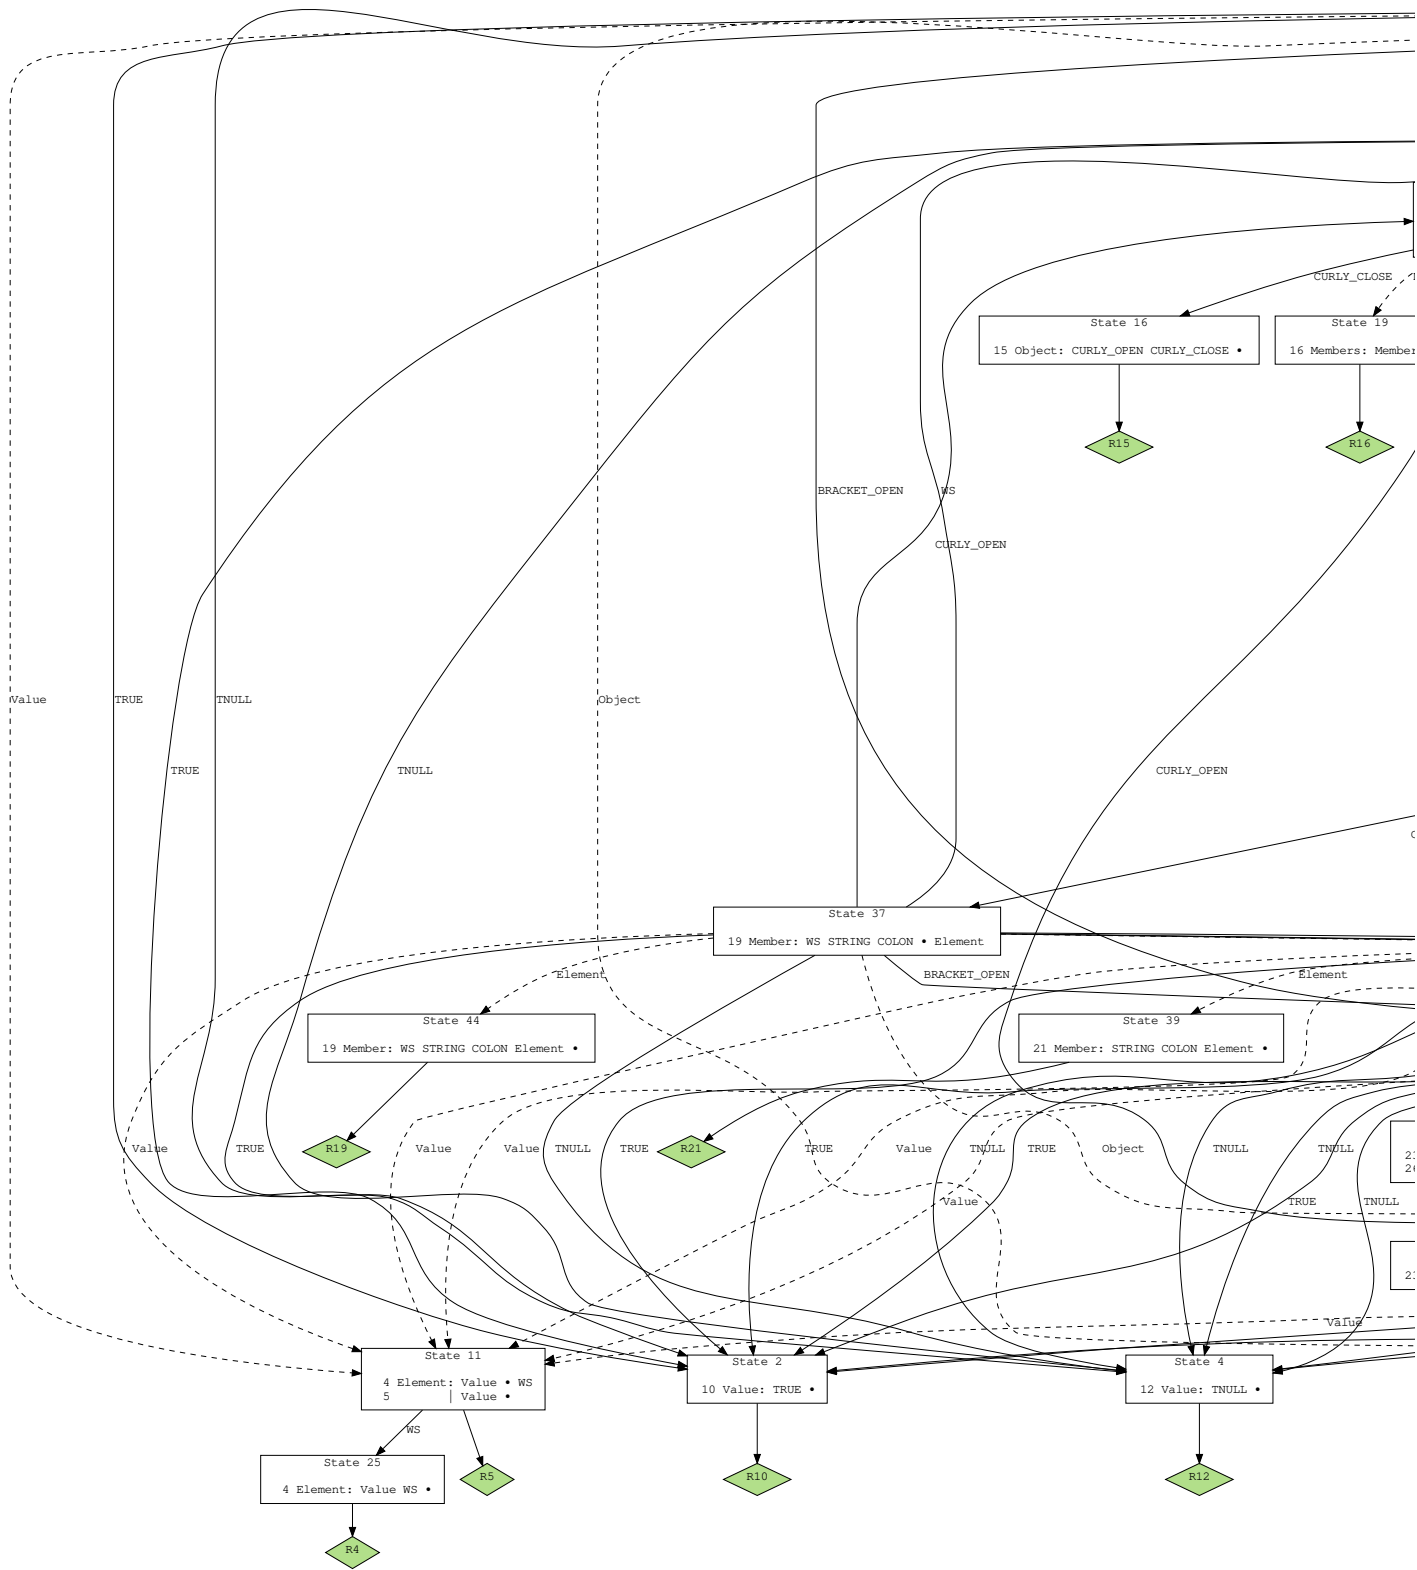 CURLY_CLOSE
State 16
15 Object: CURLY_OPEN CURLY_CLOSE •
State 19
16 Members: Member
R15
R16
BRACKET_OPEN
WS
CURLY_OPEN
Value
TRUE
TNULL
Object
TRUE
TNULL
CURLY_OPEN
State 37
19 Member: WS STRING COLON • Element
Element
BRACKET_OPEN
Element
State 44
19 Member: WS STRING COLON Element •
State 39
21 Member: STRING COLON Element •
Value
TRUE
R19
Value
Value
TNULL
TRUE
R21
TRUE
Value
TNULL
TRUE
Object
TNULL
TNULL
Value
TRUE
TNULL
Value
State 11
4 Element: Value • WS
5 | Value •
State 2
10 Value: TRUE •
State 4
12 Value: TNULL •
WS
State 25
4 Element: Value WS •
R5
R10
R12
R4